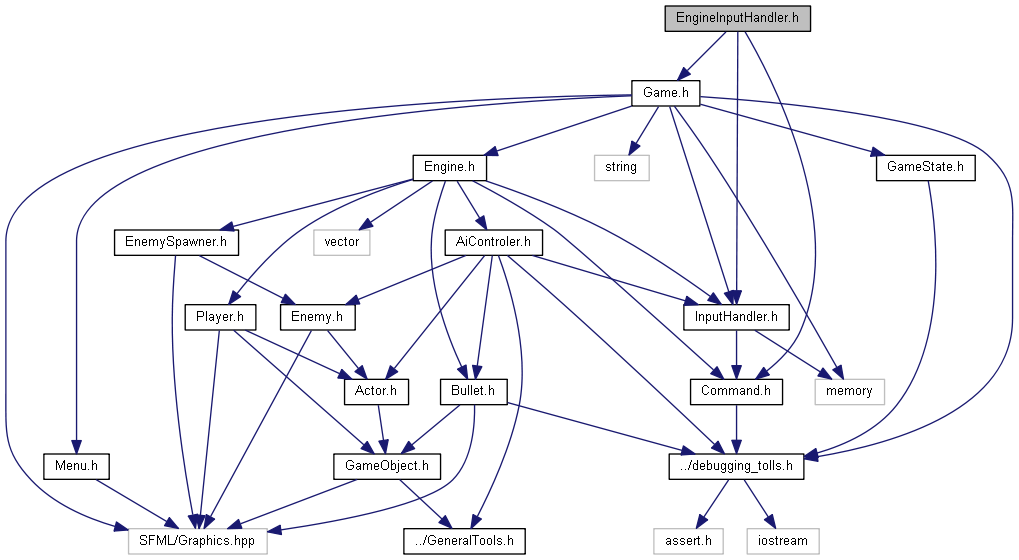 EngineInputHandler.h
Game.h
Engine.h
string
GameState.h
EnemySpawner.h
vector
AiControler.h
Player.h
Enemy.h
InputHandler.h
Actor.h
Bullet.h
Command.h
memory
Menu.h
GameObject.h
../debugging_tolls.h
SFML/Graphics.hpp
../GeneralTools.h
assert.h
iostream